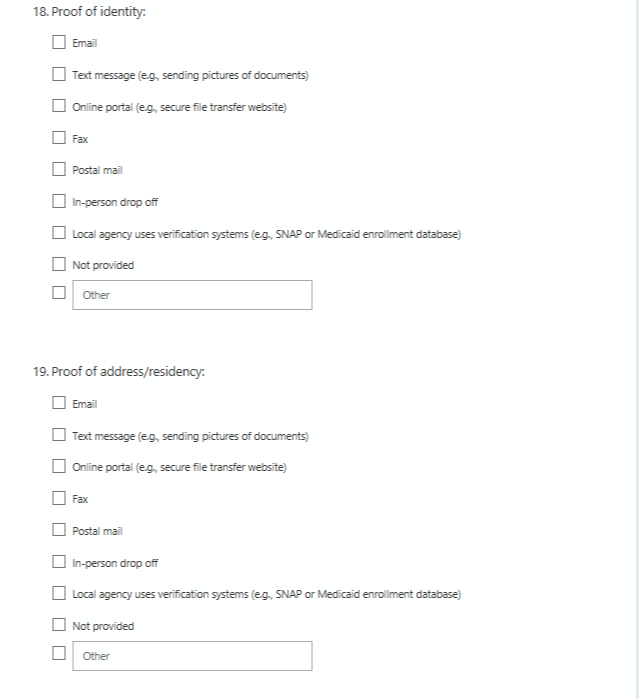 18. Proof of identity:
Email
Text message (e.g., sending pictures of documents)
Online portal (e.g., secure file transfer website)
Fax
Postal mail
In-person drop off
Local agency uses verification systems (e.g., SNAP or Medicaid enrollment database)
Not provided
Other
19. Proof of address/residency:
Email
Text message (e.g., sending pictures of documents)
Online portal (e.g., secure file transfer website)
Fax
Postal mail
In-person drop off
Local agency uses verification systems (e.g., SNAP or Medicaid enrollment database)
Not provided
Other